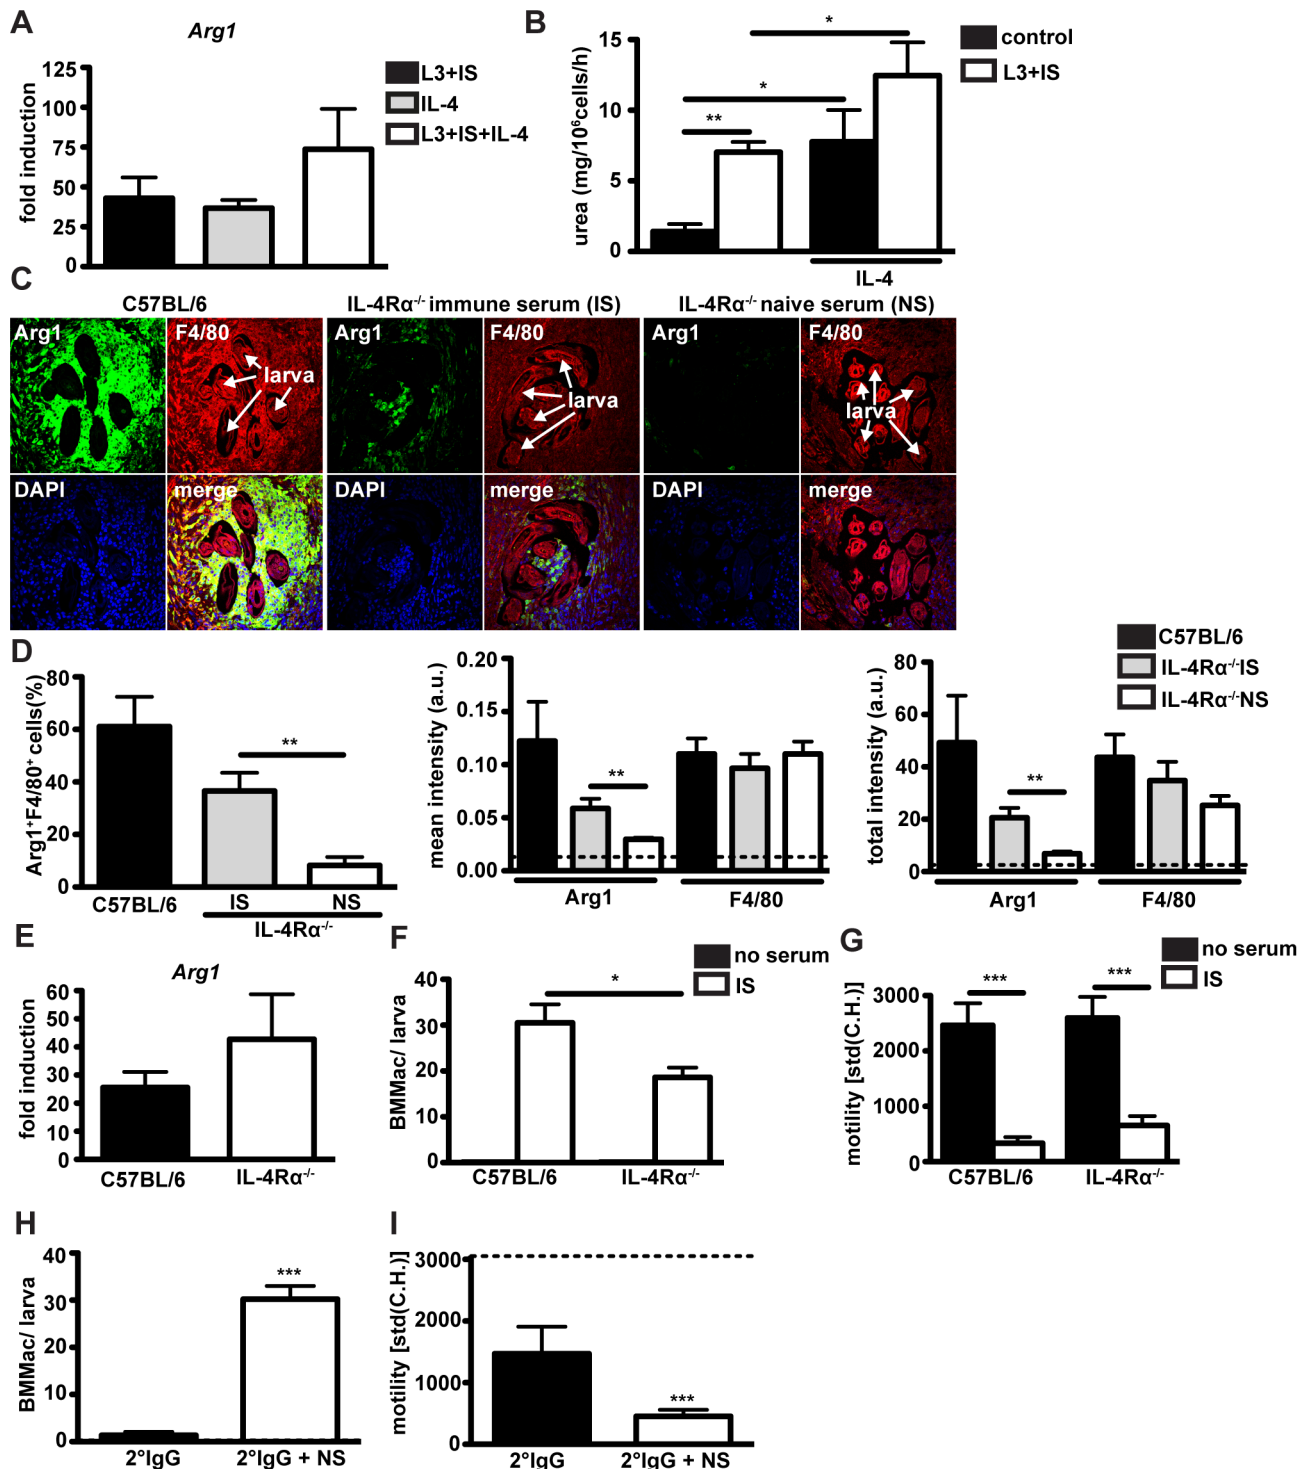 A
Arg1
fold induction
125
100
75
50
25
0
L3+IS
IL-4
L3+IS+IL-4
B
urea (mg/10⁶cells/h)
15
10
5
0
**
*
*
control
L3+IS
IL-4
C
C57BL/6
IL-4Rα⁻/⁻ immune serum (IS)
IL-4Rα⁻/⁻ naive serum (NS)
Arg1
F4/80
larva
DAPI
merge
Arg1
F4/80
larva
DAPI
merge
Arg1
F4/80
larva
DAPI
merge
D
Arg1⁺F4/80⁺ cells(%)
80
60
40
20
0
**
C57BL/6
IS
NS
IL-4Rα⁻/⁻
mean intensity (a.u.)
0.20
0.15
0.10
0.05
0.00
**
Arg1
F4/80
total intensity (a.u.)
80
60
40
20
0
**
Arg1
F4/80
C57BL/6
IL-4Rα⁻/⁻IS
IL-4Rα⁻/⁻NS
E
Arg1
fold induction
60
50
40
30
20
10
0
C57BL/6
IL-4Rα⁻/⁻
F
no serum
IS
BMMac/ larva
40
30
20
10
0
*
C57BL/6
IL-4Rα⁻/⁻
G
no serum
IS
motility [std(C.H.)]
3000
2000
1000
0
***
***
C57BL/6
IL-4Rα⁻/⁻
H
BMMac/ larva
40
30
20
10
0
***
2°IgG
2°IgG + NS
I
motility [std(C.H.)]
3000
2000
1000
0
***
2°IgG
2°IgG + NS